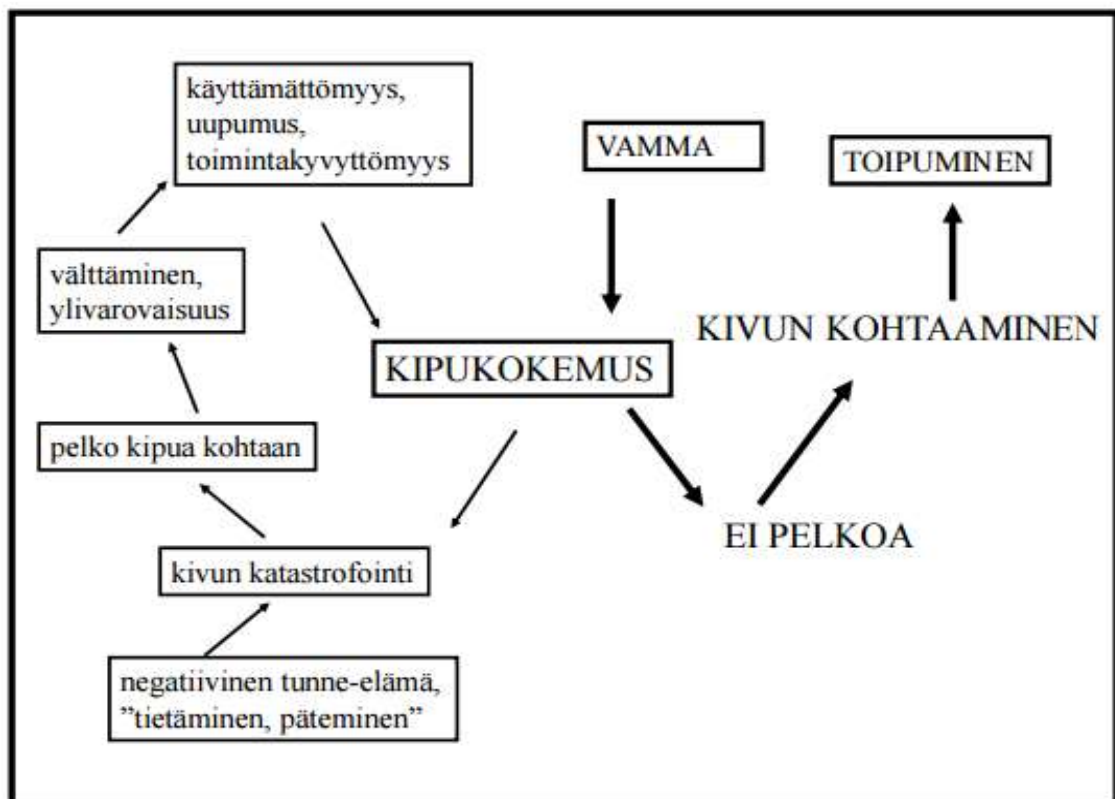 käyttämättömyys,
uupumus,
toimintakyvyttömyys
VAMMA
TOIPUMINEN
välttäminen,
ylivarovaisuus
KIVUN KOHTAAMINEN
KIPUKOKEMUS
pelko kipua kohtaan
EI PELKOA
kivun katastrofointi
negatiivinen tunne-elämä,
”tietäminen, päteminen”